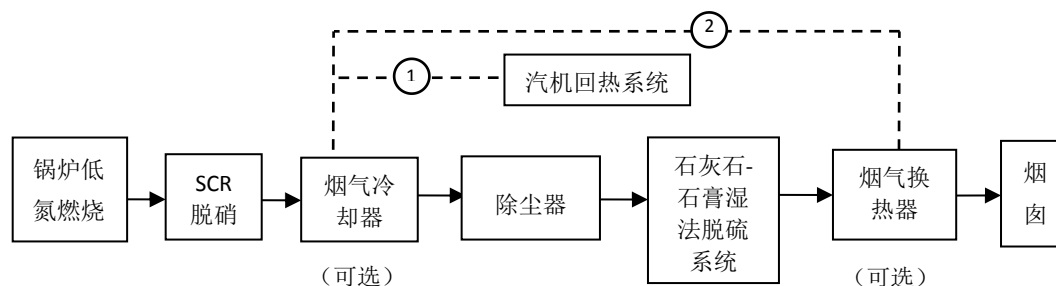 ②
①
汽机回热系统
锅炉低
氮燃烧
SCR
脱硝
烟气冷
却器
除尘器
石灰石-
石膏湿
法脱硫
系统
烟气换
热器
烟
囱
（可选）
（可选）